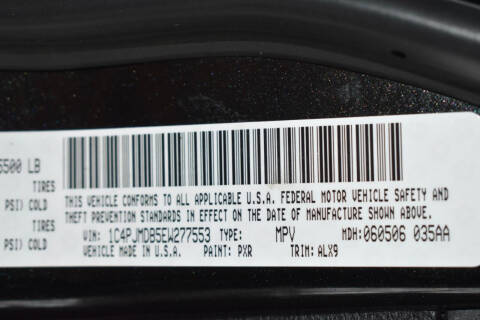 5500 LB
TIRES
PSI) COLD
TIRES
PSI) COLD
THIS VEHICLE CONFORMS TO ALL APPLICABLE U.S.A. FEDERAL MOTOR VEHICLE SAFETY AND
THEFT PREVENTION STANDARDS IN EFFECT ON THE DATE OF MANUFACTURE SHOWN ABOVE.
VIN: 1C4PJMDB5EW277553 TYPE: MPV MDH: 060506 035AA
VEHICLE MADE IN U.S.A. PAINT: PXR TRIM: ALX9